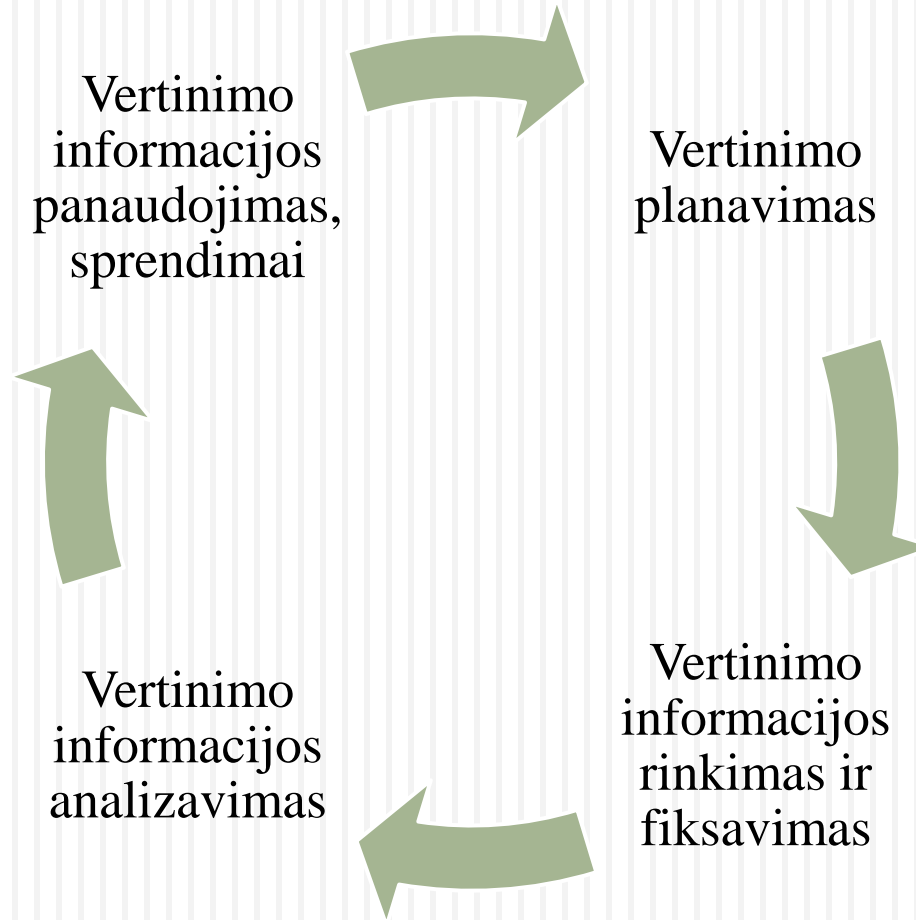 Vertinimo
informacijos
panaudojimas,
sprendimai
Vertinimo
planavimas
Vertinimo
informacijos
rinkimas ir
fiksavimas
Vertinimo
informacijos
analizavimas